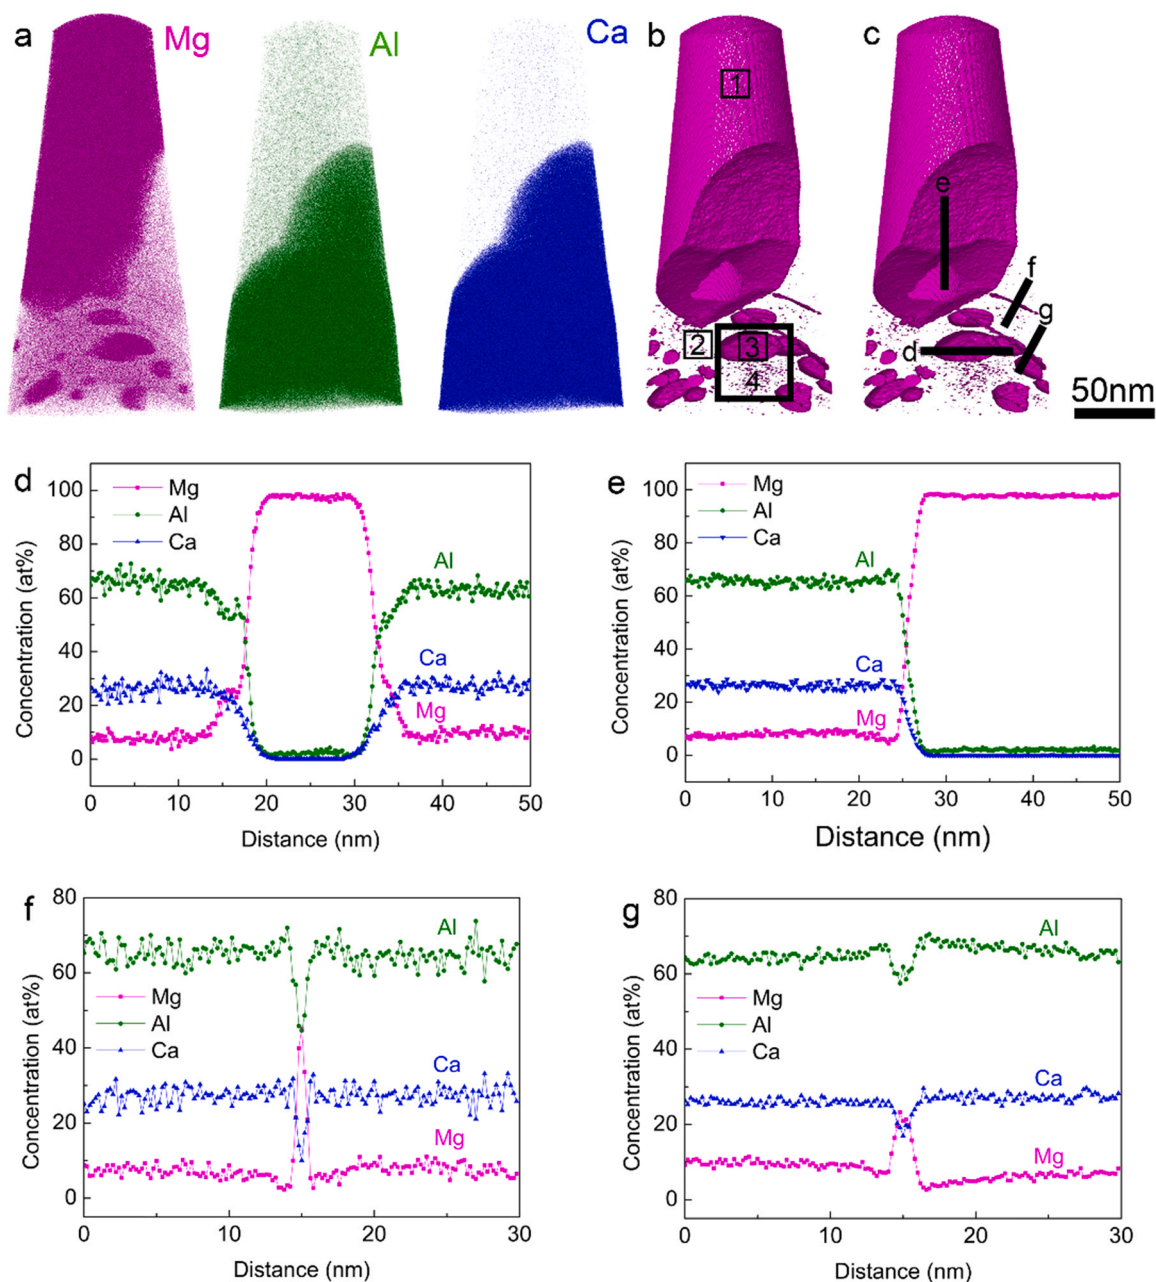 a Mg Al Ca b c
1
e
f
g
2 3 d
4
50nm
d
Mg
Al
Ca
100
80
60
40
20
0
Al
Ca
Mg
Concentration (at%)
0 10 20 30 40 50
Distance (nm)
e
Mg
Al
Ca
100
80
60
40
20
0
Al
Ca
Mg
Concentration (at%)
0 10 20 30 40 50
Distance (nm)
f
80
60
40
20
0
Al
Mg
Al
Ca
Ca
Mg
Concentration (at%)
0 10 20 30
Distance (nm)
g
80
60
40
20
0
Al
Mg
Al
Ca
Ca
Mg
Concentration (at%)
0 10 20 30
Distance (nm)